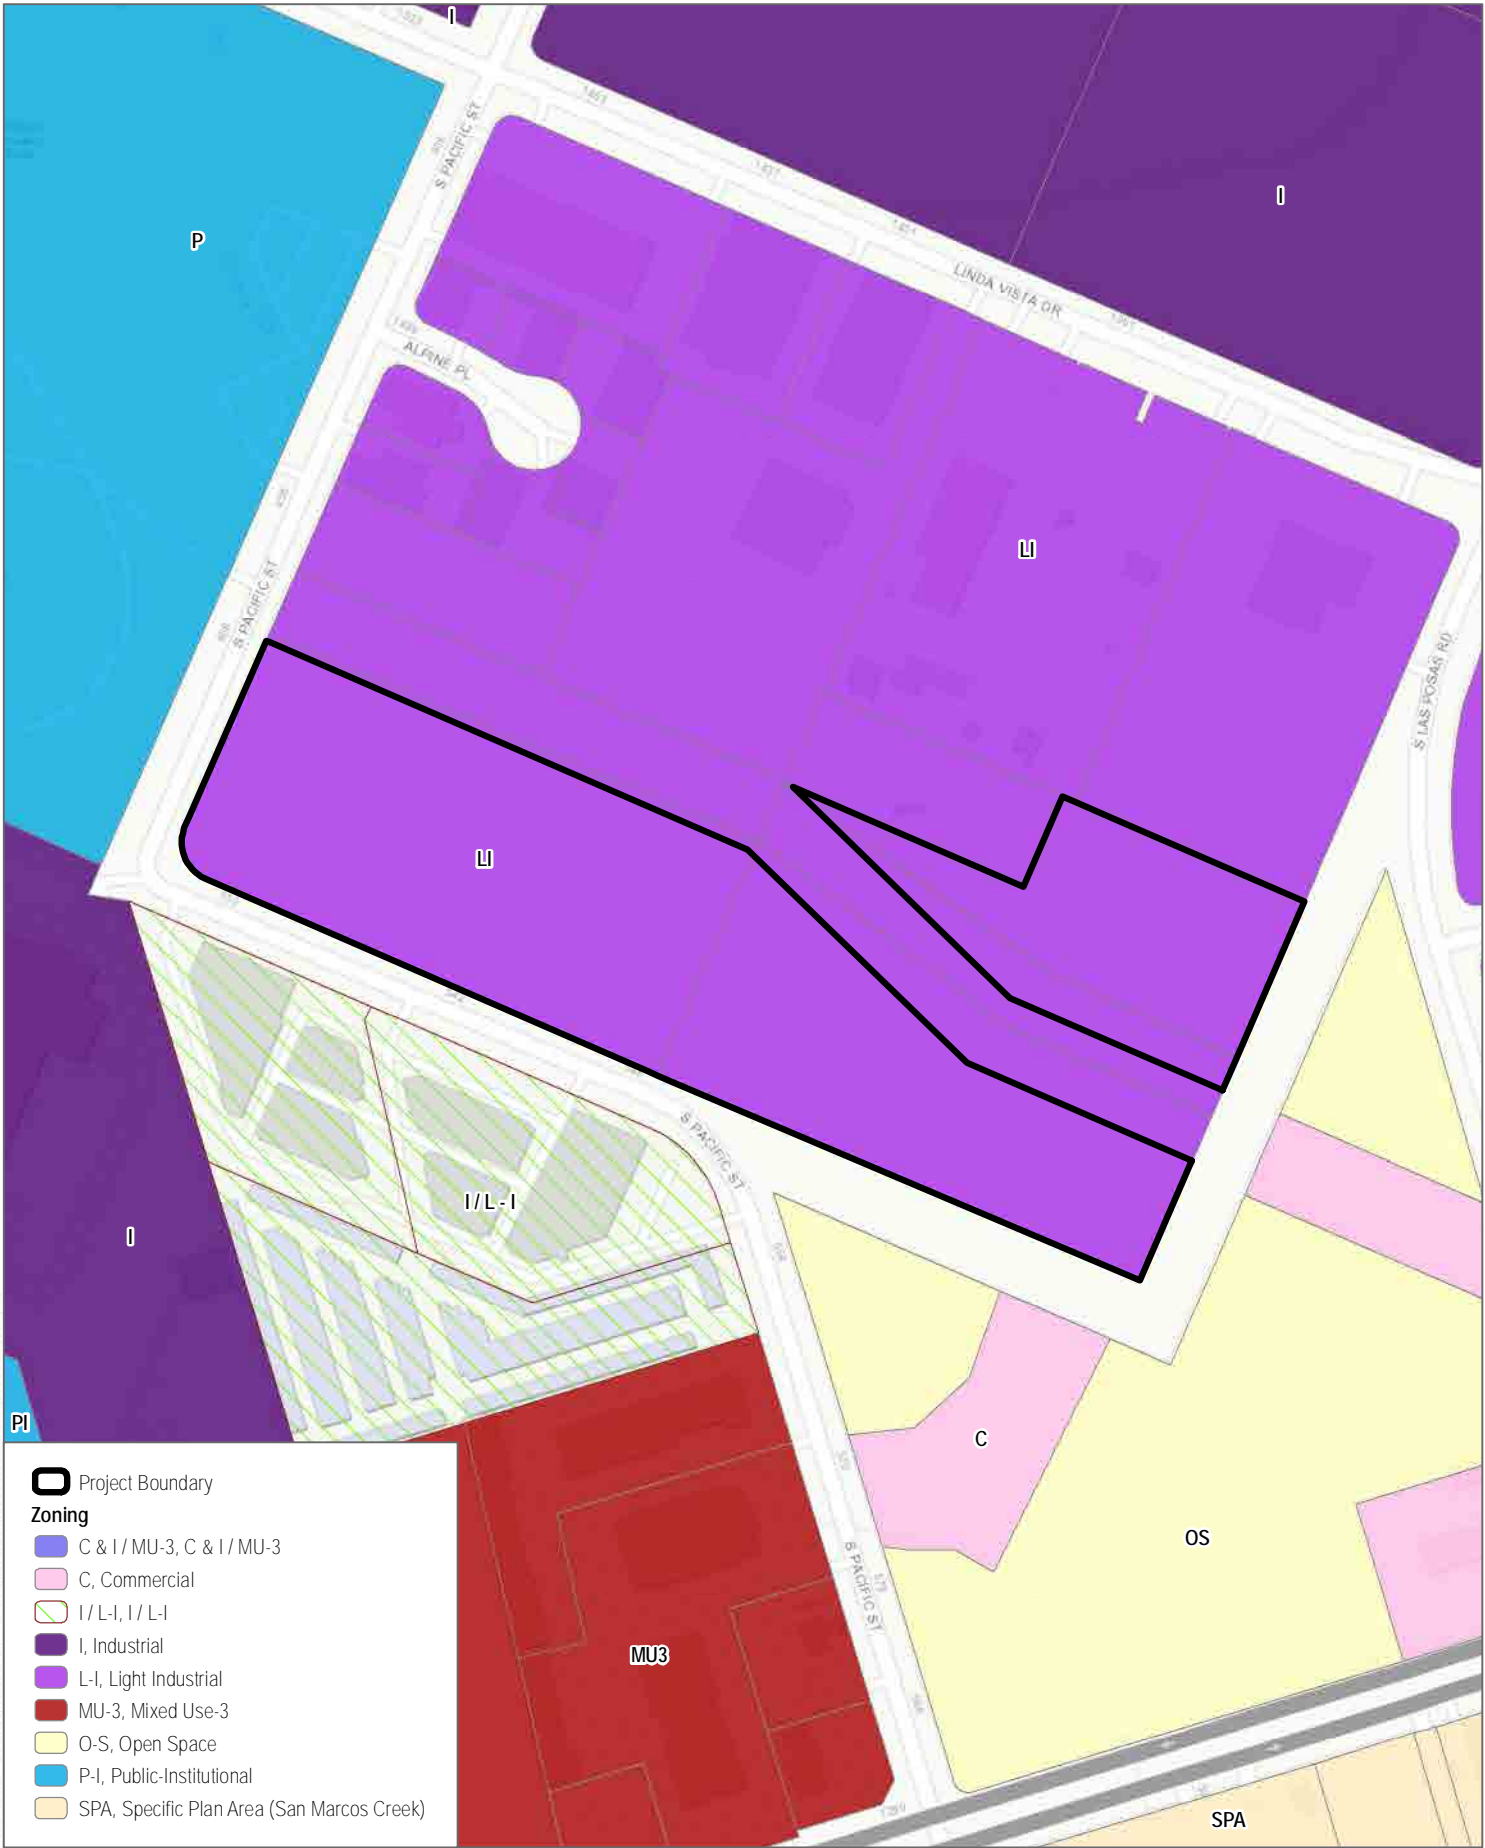 I
S PACIFIC ST
P
I
LINDA VISTA DR
ALPINE PL
LI
S PACIFIC ST
S LAS POSAS RD
LI
S PACIFIC ST
I / L - I
I
PI
C
OS
S PACIFIC ST
MU3
SPA
Project Boundary
Zoning
C & I / MU-3, C & I / MU-3
C, Commercial
I / L-I, I / L-I
I, Industrial
L-I, Light Industrial
MU-3, Mixed Use-3
O-S, Open Space
P-I, Public-Institutional
SPA, Specific Plan Area (San Marcos Creek)